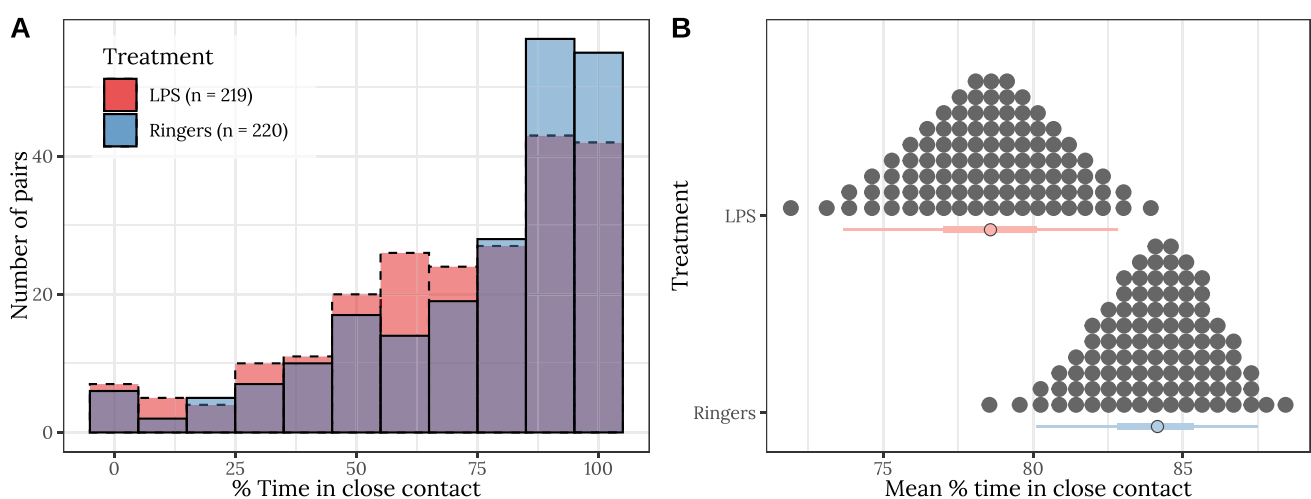 A
Treatment
LPS (n = 219)
Ringers (n = 220)
Number of pairs
40
20
0
0 25 50 75 100
% Time in close contact
B
Treatment
LPS
Ringers
75 80 85
Mean % time in close contact